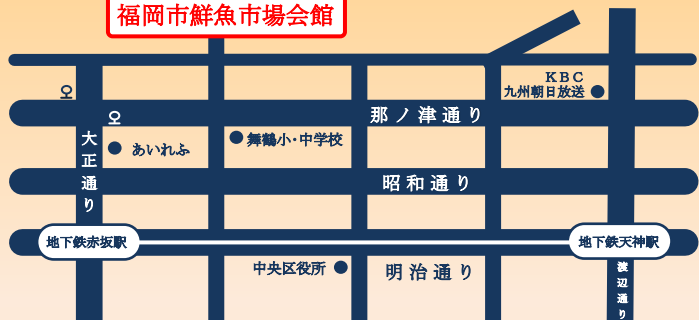 福岡市鮮魚市場会館
KBC
九州朝日放送
那ノ津通り
大正通り
あいれふ
舞鶴小・中学校
昭和通り
地下鉄赤坂駅
地下鉄天神駅
中央区役所
明治通り
渡辺通り